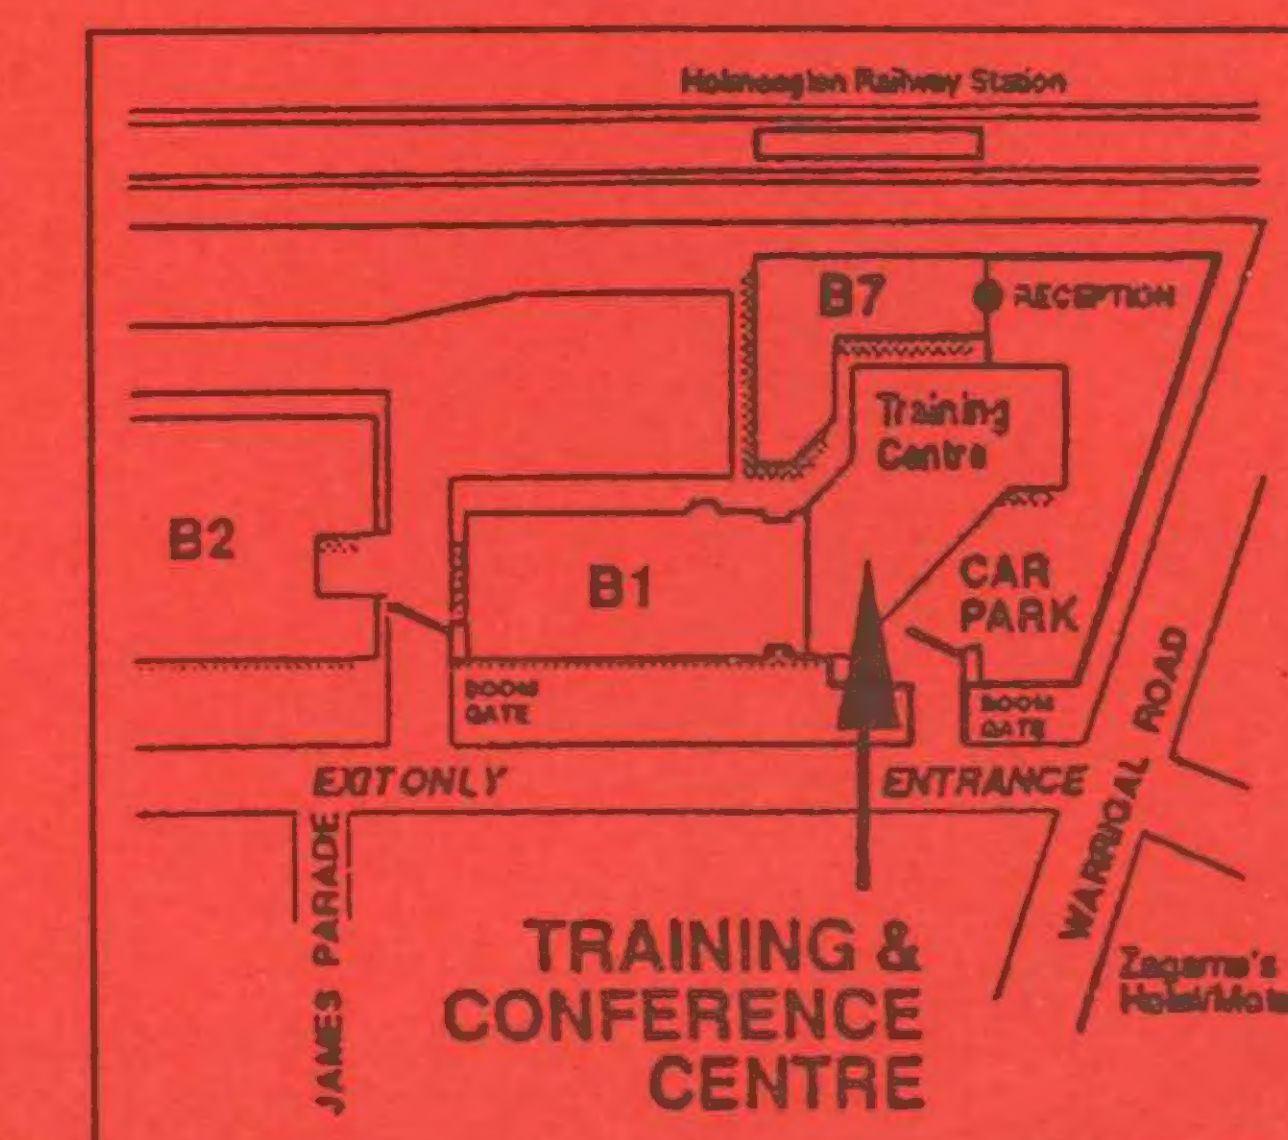 Holmesglen Railway Station
B7
RECEPTION
Training
Centre
B2
B1
CAR
PARK
BOOM
GATE
BOOM
GATE
EXIT ONLY
ENTRANCE
WARRIGAL ROAD
JAMES PARADE
TRAINING &
CONFERENCE
CENTRE
Zagame's